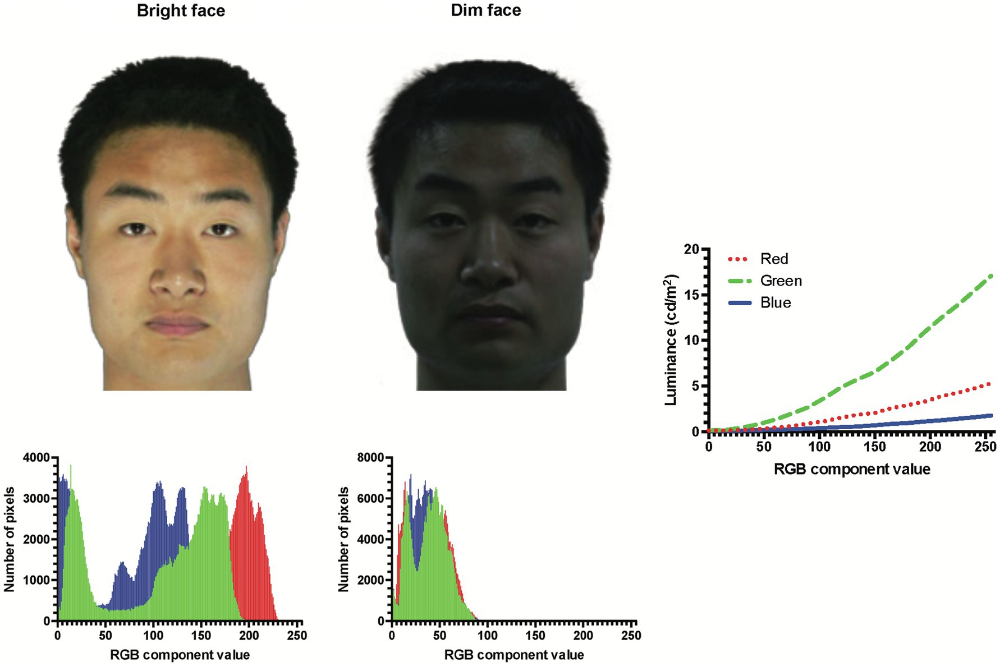 Bright face
Dim face
20
15
10
5
0
Red
Green
Blue
Luminance (cd/m²)
0 50 100 150 200 250
RGB component value
4000
3000
2000
1000
0
Number of pixels
0 50 100 150 200 250
RGB component value
8000
6000
4000
2000
0
Number of pixels
0 50 100 150 200 250
RGB component value